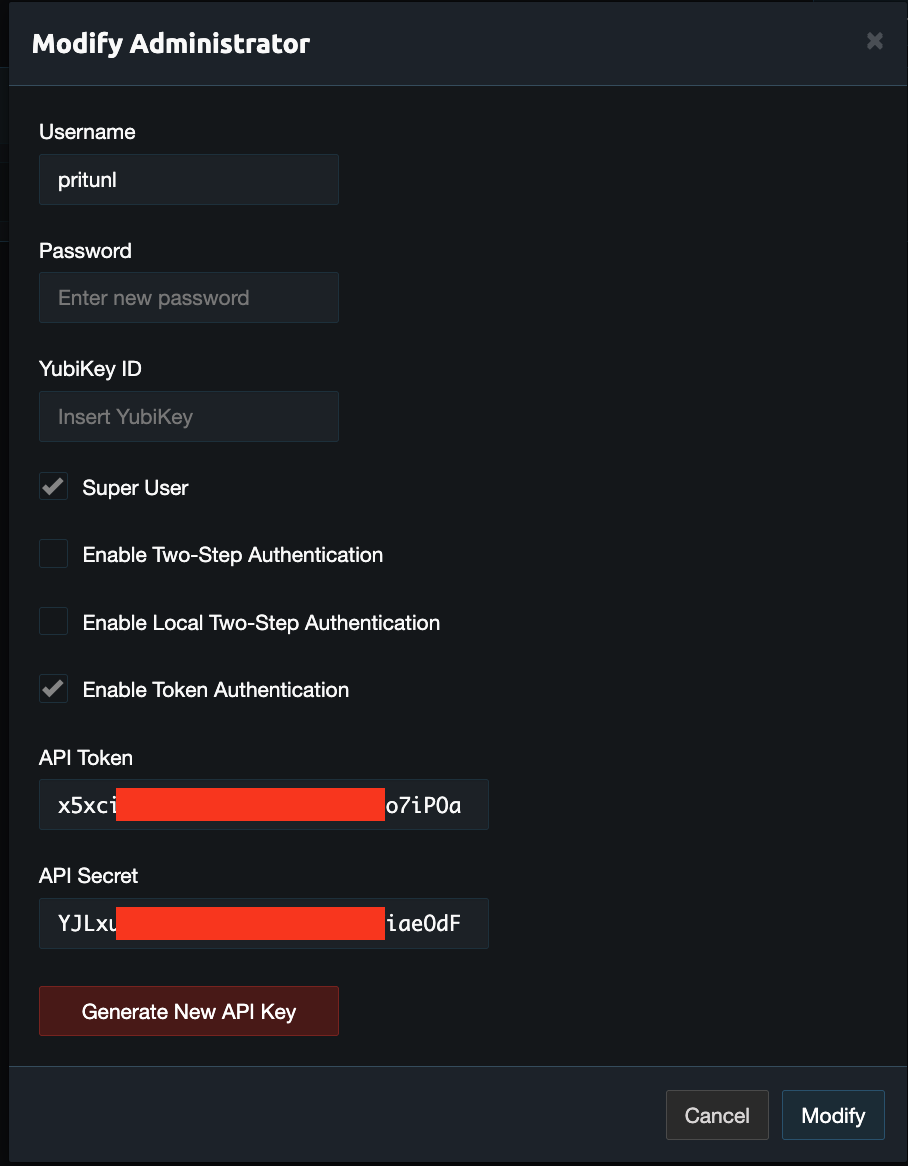 Modify Administrator
Username
pritunl
Password
Enter new password
YubiKey ID
Insert YubiKey
Super User
Enable Two-Step Authentication
Enable Local Two-Step Authentication
Enable Token Authentication
API Token
x5xci o7iPOa
API Secret
YJLxu iaeOdF
Generate New API Key
Cancel Modify